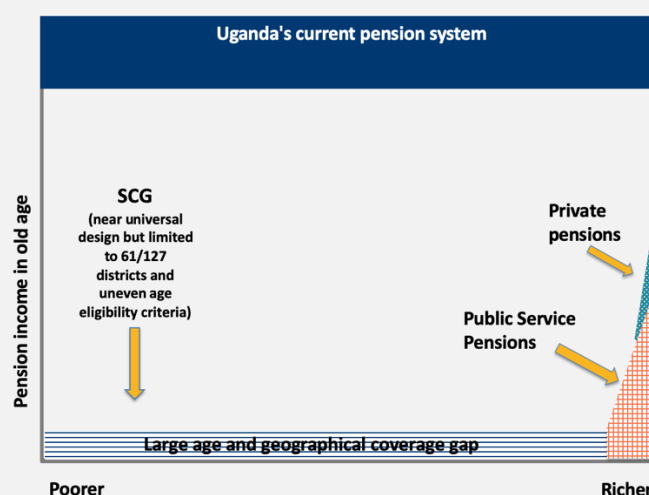 Uganda's current pension system
Pension income in old age
SCG
(near universal
design but limited
to 61/127
districts and
uneven age
eligibility criteria)
Private
pensions
Public Service
Pensions
Large age and geographical coverage gap
Poorer
Richer